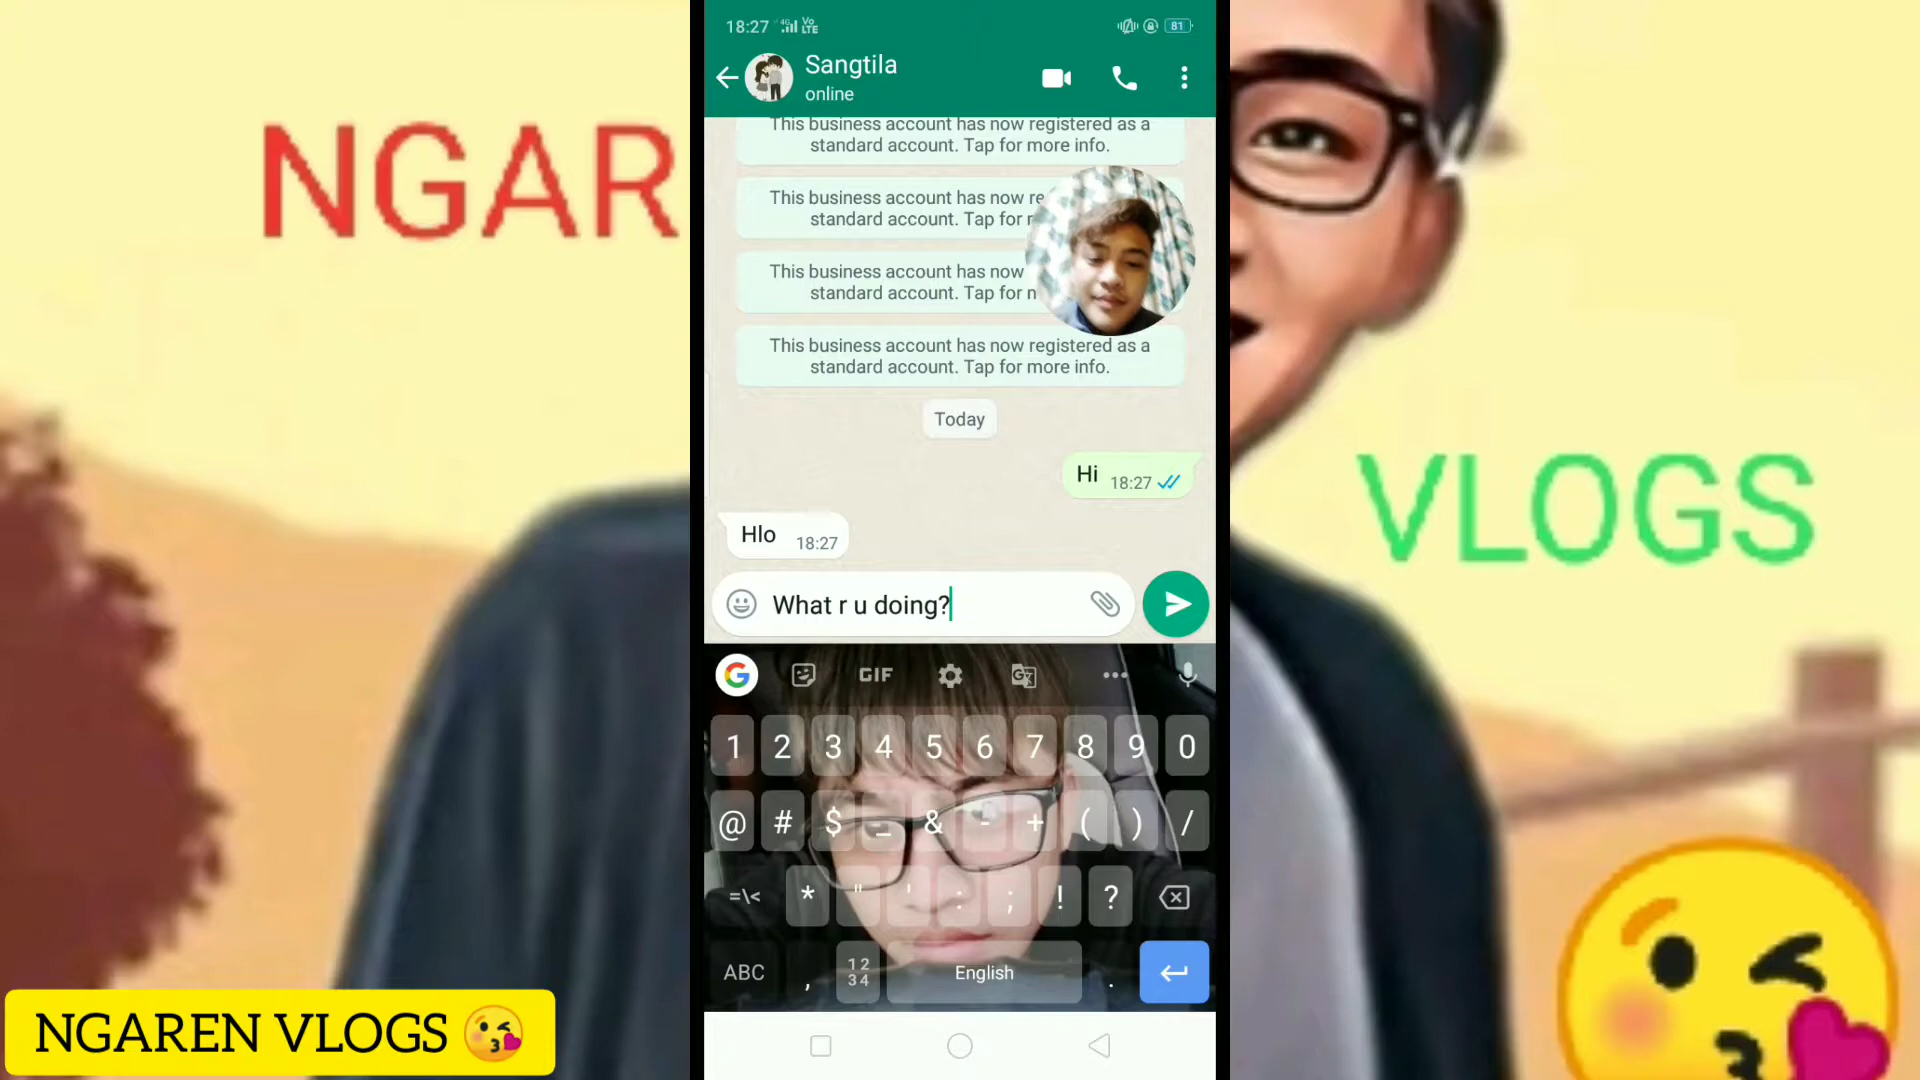 NGAR
VLOGS
18:27 4G Vo LTE 81
Sangtila
online
This business account has now registered as a
standard account. Tap for more info.
This business account has now re
standard account. Tap for
This business account has now
standard account. Tap for
This business account has now registered as a
standard account. Tap for more info.
Today
Hi 18:27
Hlo 18:27
What r u doing?
G GIF G
1 2 3 4 5 6 7 8 9 0
@ # $ _ & - + ( ) /
=\< * " ' : ; ! ?
ABC , 12 34 English .
NGAREN VLOGS 😘